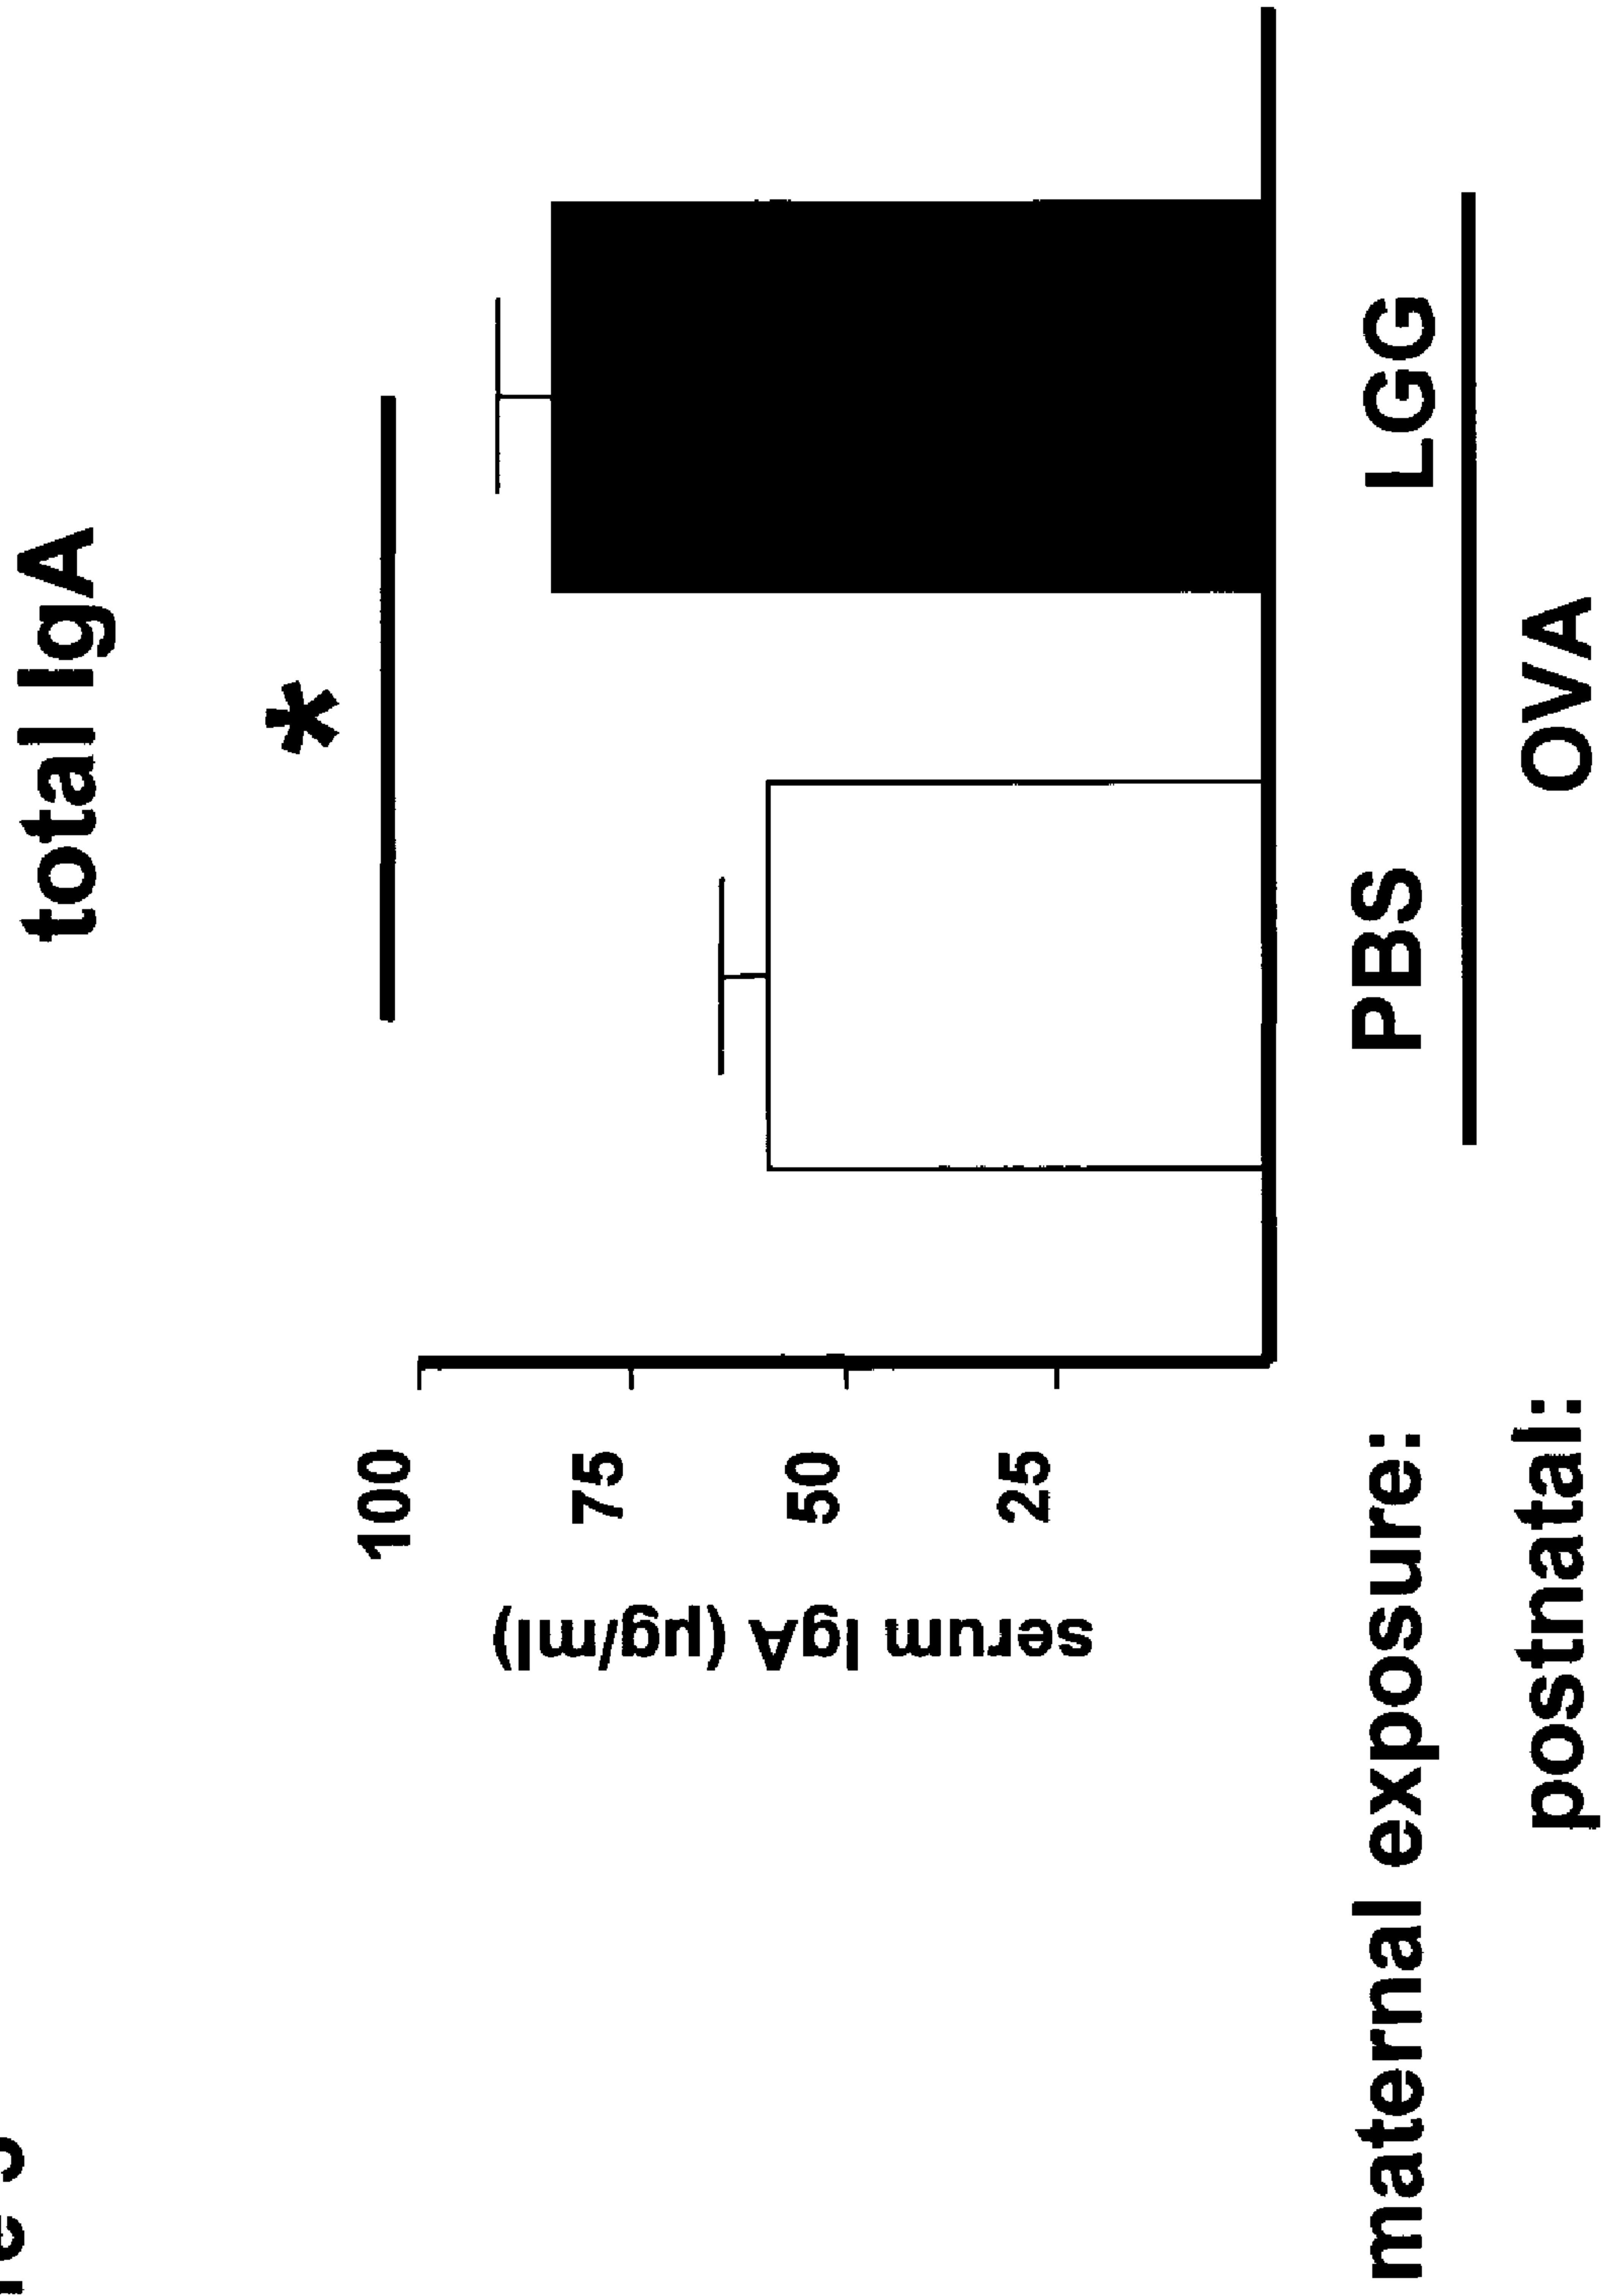 total IgA
*
100
75
50
25
serum IgA (µg/ml)
maternal exposure: PBS LGG
postnatal: OVA